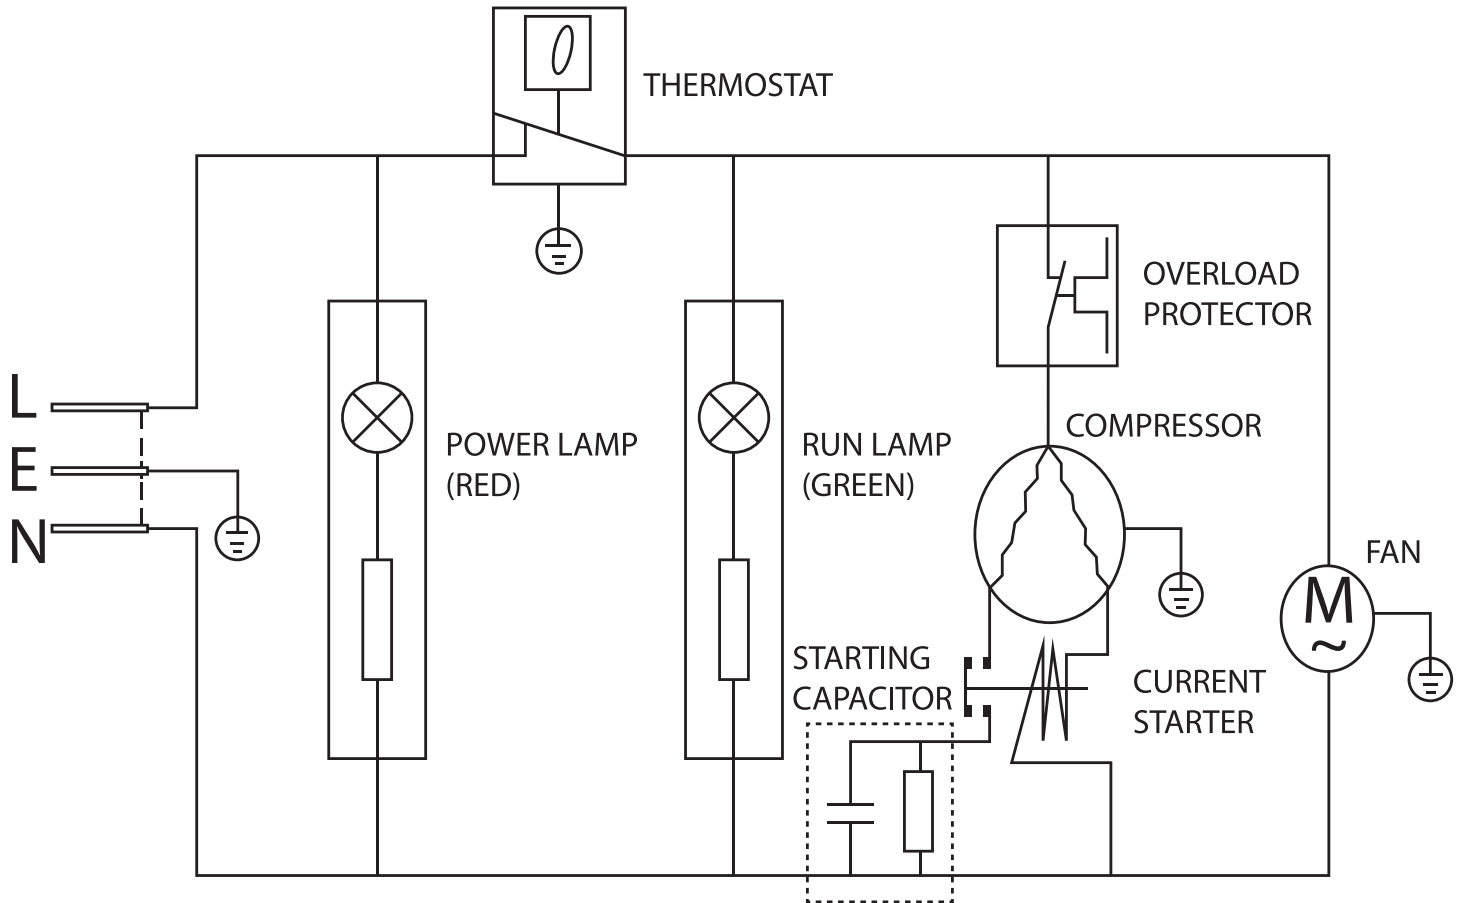 THERMOSTAT
OVERLOAD
PROTECTOR
L
E
N
POWER LAMP
(RED)
RUN LAMP
(GREEN)
COMPRESSOR
FAN
M
~
STARTING
CAPACITOR
CURRENT
STARTER